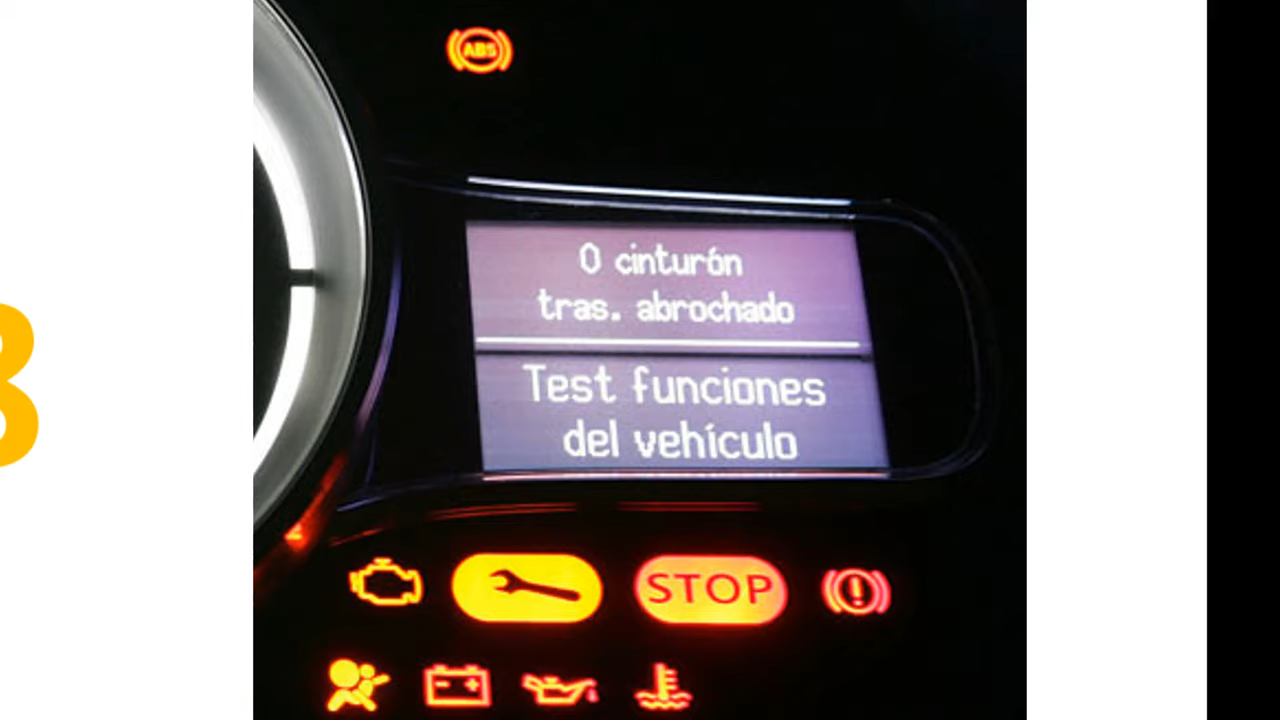 ABS
0 cinturón
tras. abrochado
Test funciones
del vehículo
STOP